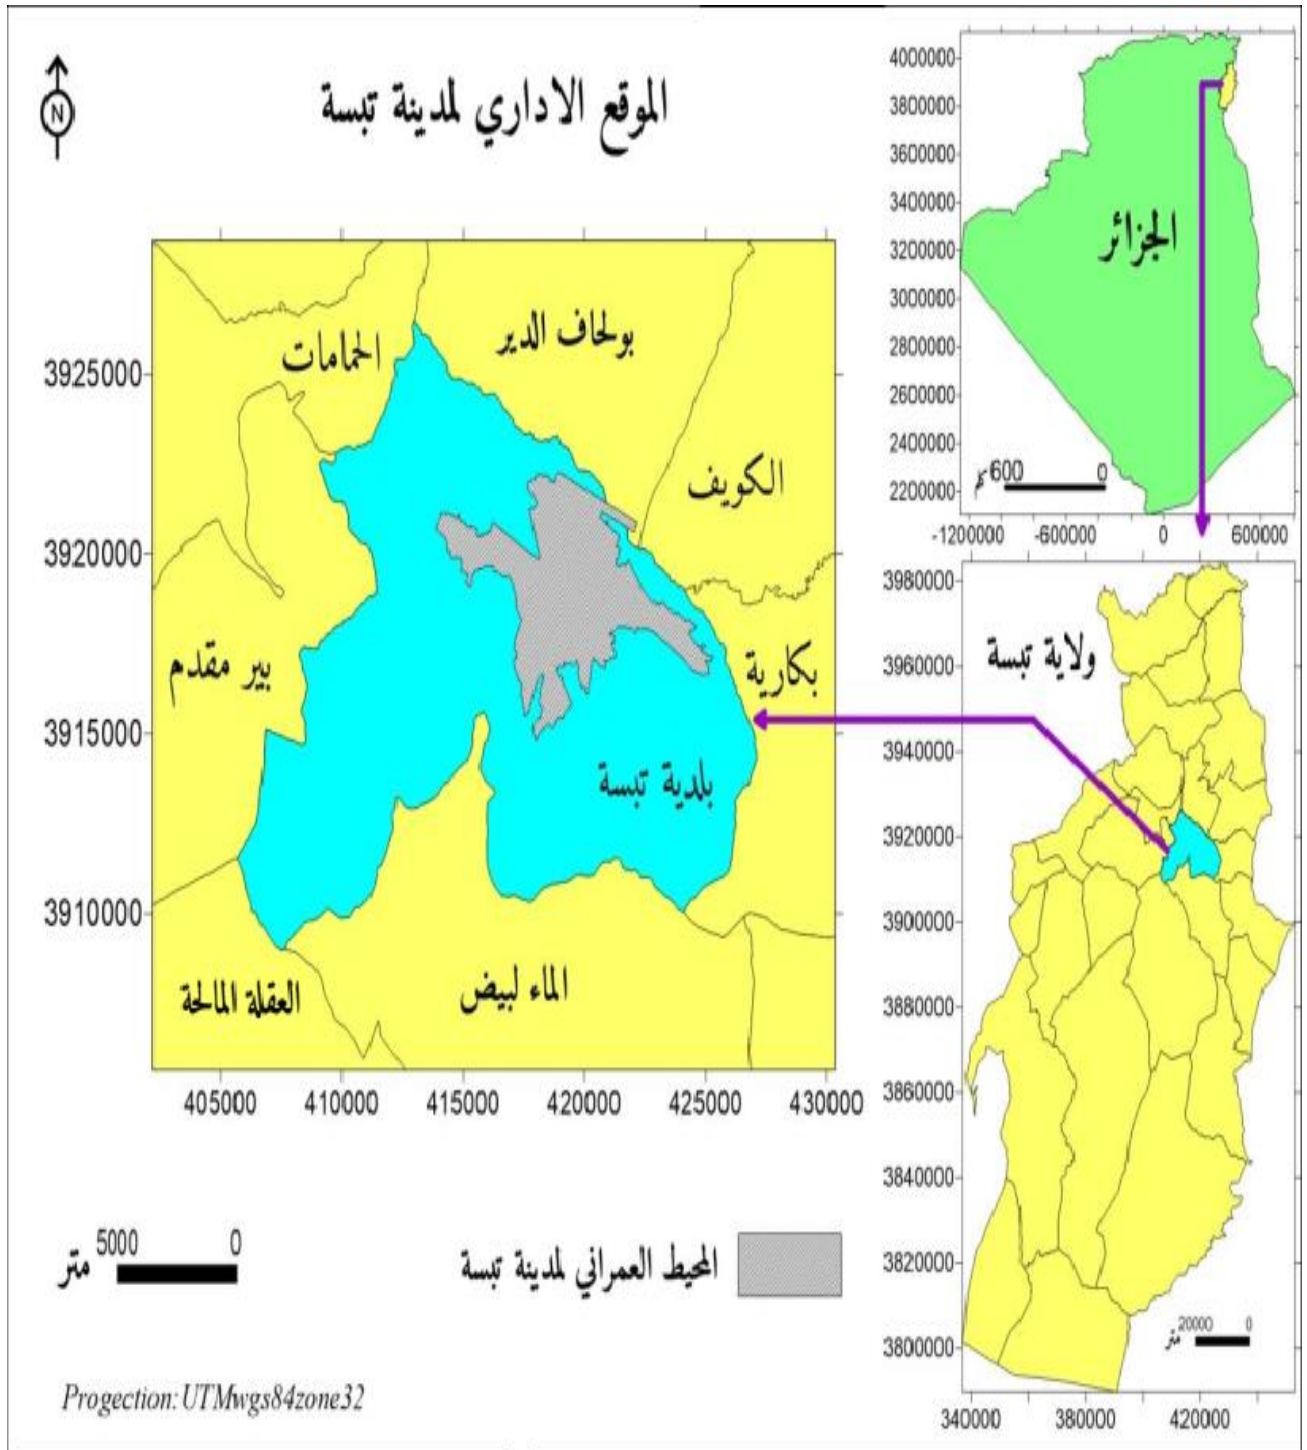 N
الموقع الاداري لمدينة تبسة
3925000
3920000
3915000
3910000
405000 410000 415000 420000 425000 430000
الحمامات
بولحاف الدير
الكويف
بير مقدم
بكارية
بلدية تبسة
العقلة المالحة
الماء لبيض
5000 0
متر
المحيط العمراني لمدينة تبسة
Progection: UTMwgs84zone32
4000000
3800000
3600000
3400000
3200000
3000000
2800000
2600000
2400000
2200000
-1200000 -600000 0 600000
الجزائر
600 0
كم
3980000
3960000
3940000
3920000
3900000
3880000
3860000
3840000
3820000
3800000
340000 380000 420000
ولاية تبسة
20000 0
متر